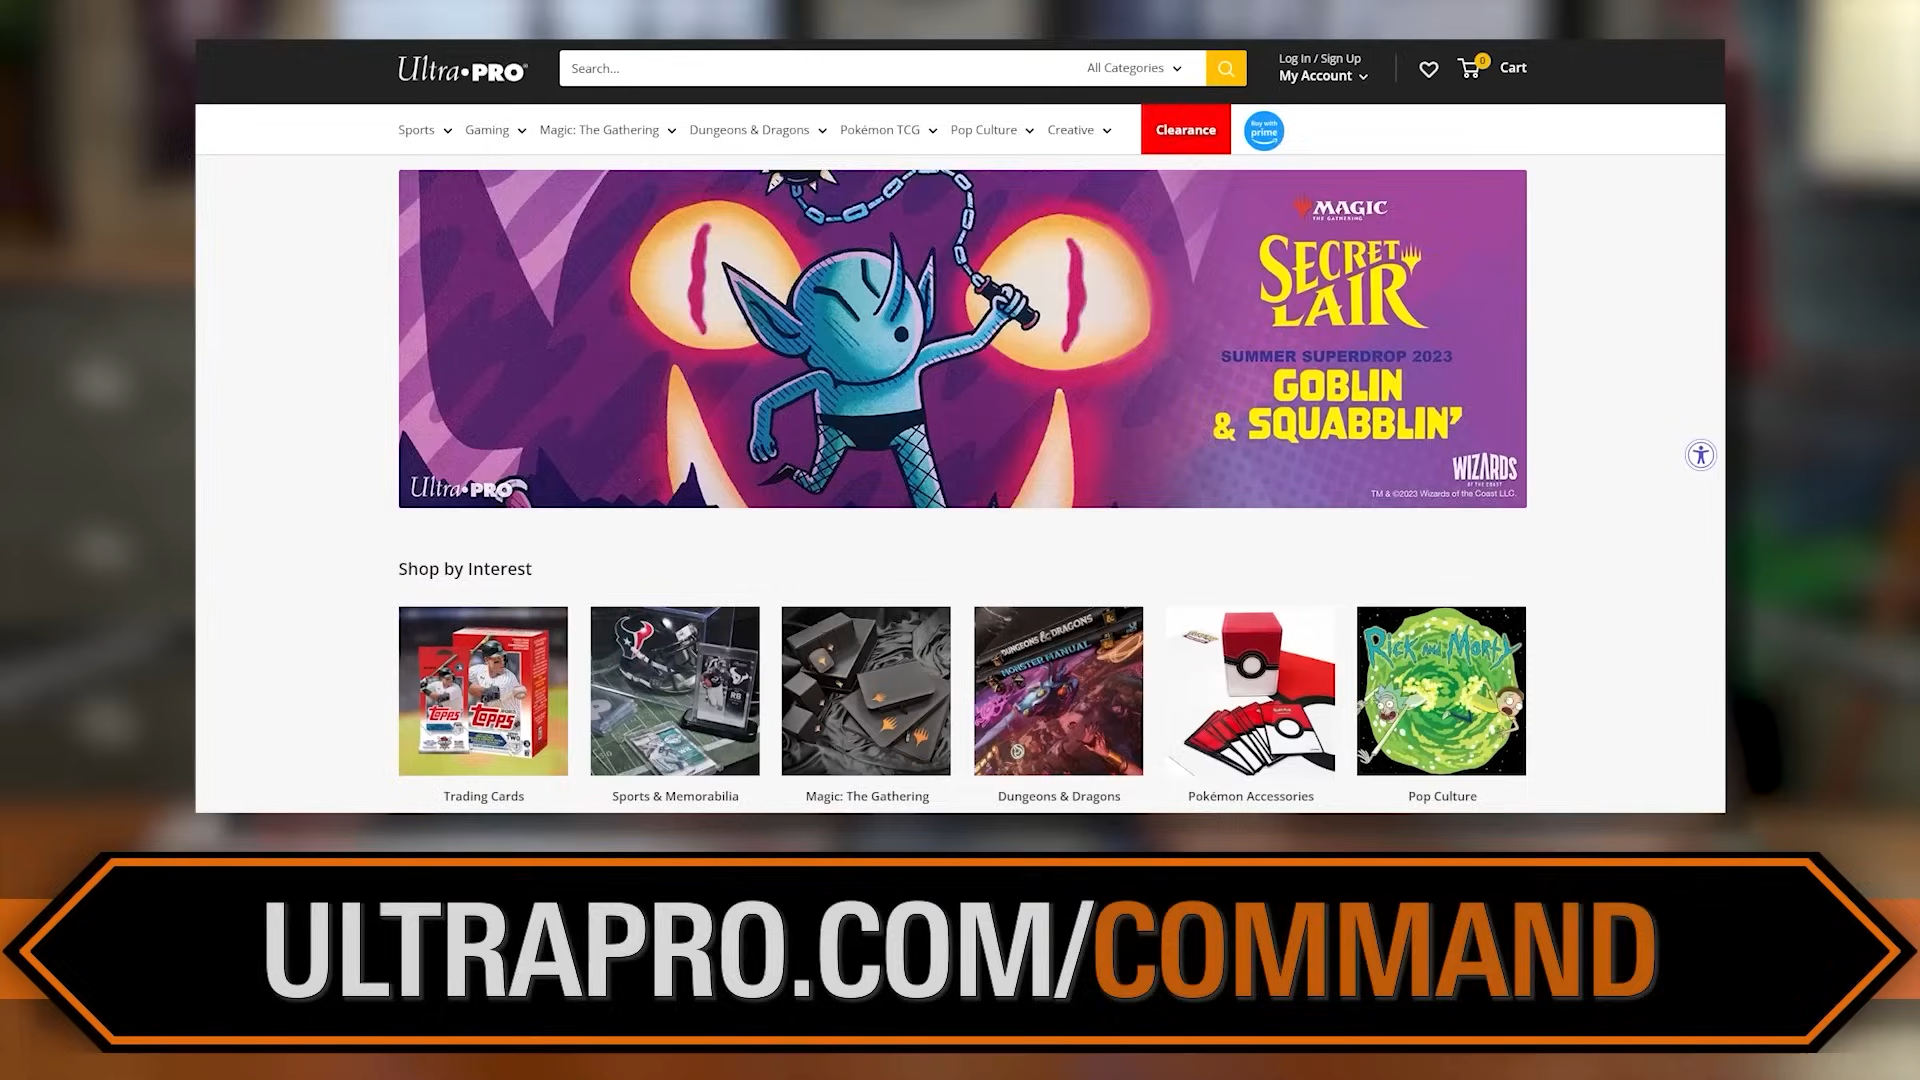 Ultra•PRO
Search...
All Categories
Log In / Sign Up
My Account
0
Cart
Sports
Gaming
Magic: The Gathering
Dungeons & Dragons
Pokémon TCG
Pop Culture
Creative
Clearance
Buy with
prime
MAGIC
THE GATHERING
SECRET
LAIR
SUMMER SUPERDROP 2023
GOBLIN
& SQUABBLIN'
Ultra•PRO
WIZARDS
OF THE COAST
TM & ©2023 Wizards of the Coast LLC.
Shop by Interest
topps
topps
DUNGEONS & DRAGONS
MONSTER MANUAL
Rick and Morty
Trading Cards
Sports & Memorabilia
Magic: The Gathering
Dungeons & Dragons
Pokémon Accessories
Pop Culture
ULTRAPRO.COM/COMMAND